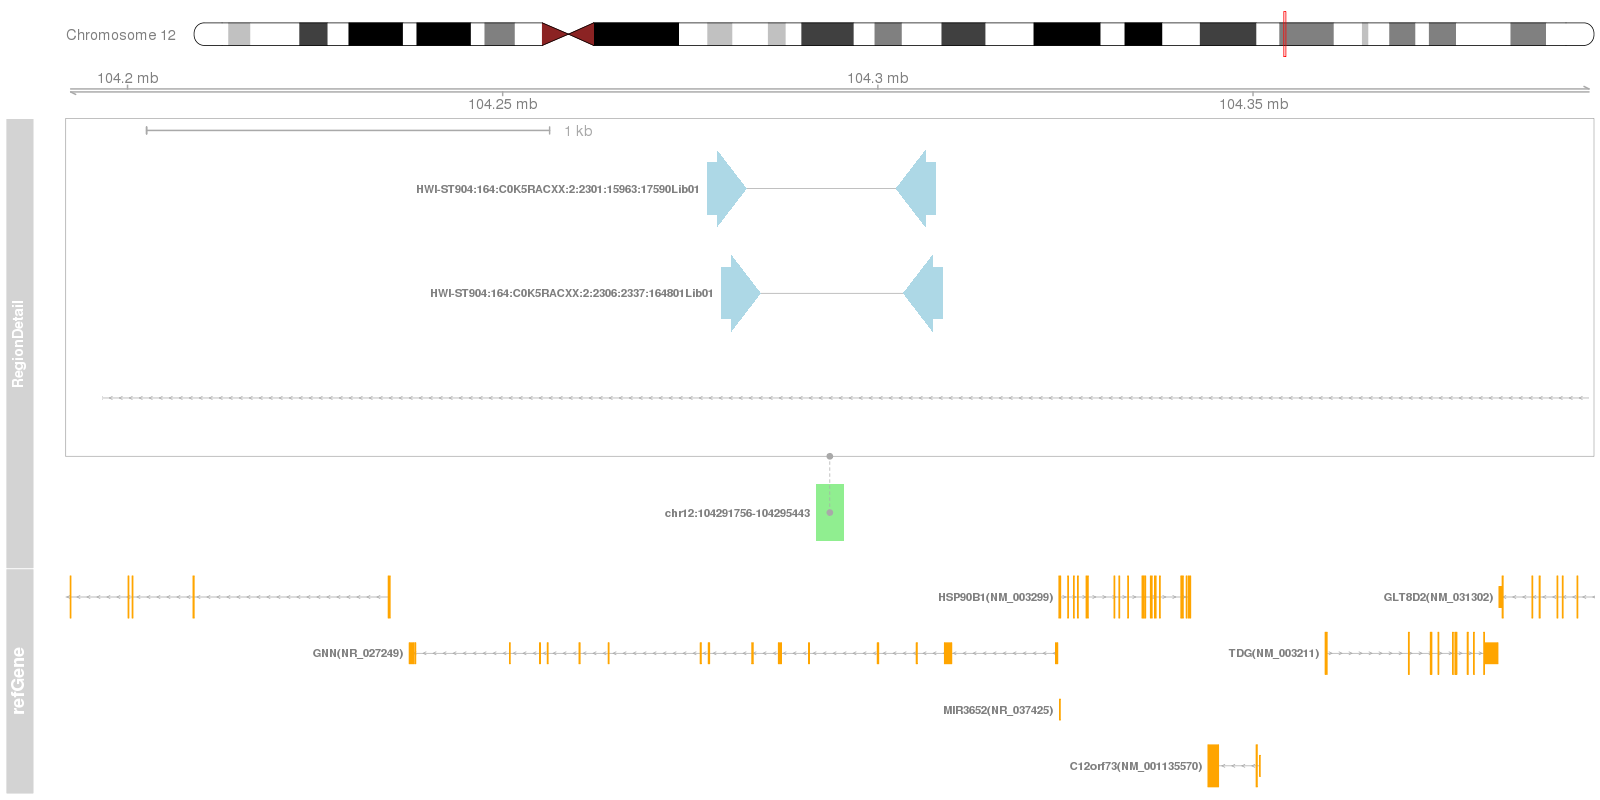 Chromosome 12
104.2 mb
104.3 mb
104.25 mb
104.35 mb
1 kb
HWI-ST904:164:C0K5RACXX:2:2301:15963:17590Lib01
HWI-ST904:164:C0K5RACXX:2:2306:2337:164801Lib01
RegionDetail
chr12:104291756-104295443
HSP90B1(NM_003299)
GLT8D2(NM_031302)
GNN(NR_027249)
TDG(NM_003211)
refGene
MIR3652(NR_037425)
C12orf73(NM_001135570)